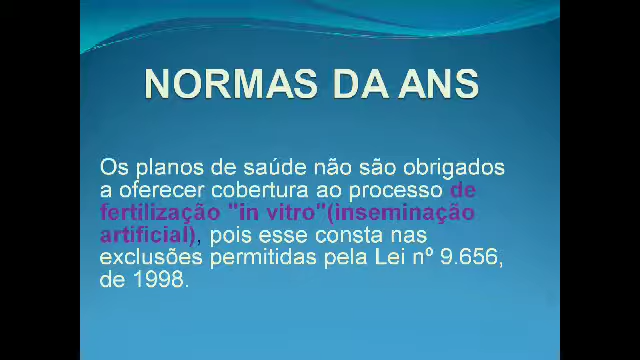 NORMAS DA ANS
Os planos de saúde não são obrigados
a oferecer cobertura ao processo de
fertilização "in vitro"(inseminação
artificial), pois esse consta nas
exclusões permitidas pela Lei nº 9.656,
de 1998.